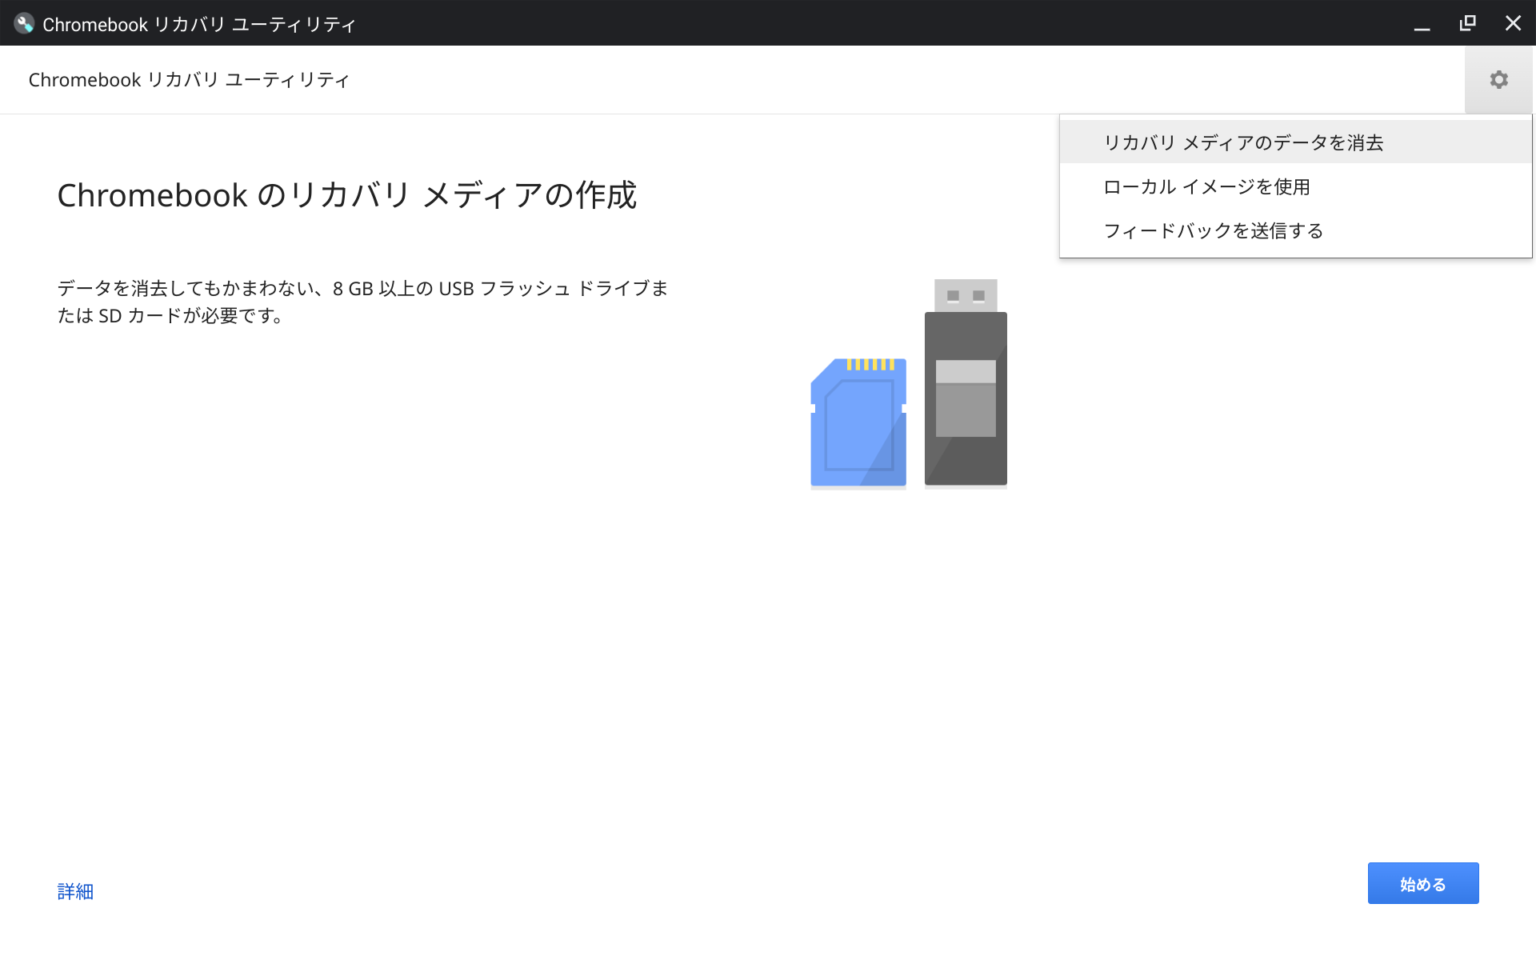 Chromebook リカバリ ユーティリティ
Chromebook リカバリ ユーティリティ
リカバリ メディアのデータを消去
ローカル イメージを使用
フィードバックを送信する
Chromebook のリカバリ メディアの作成
データを消去してもかまわない、8 GB 以上の USB フラッシュ ドライブま
たは SD カードが必要です。
詳細
始める